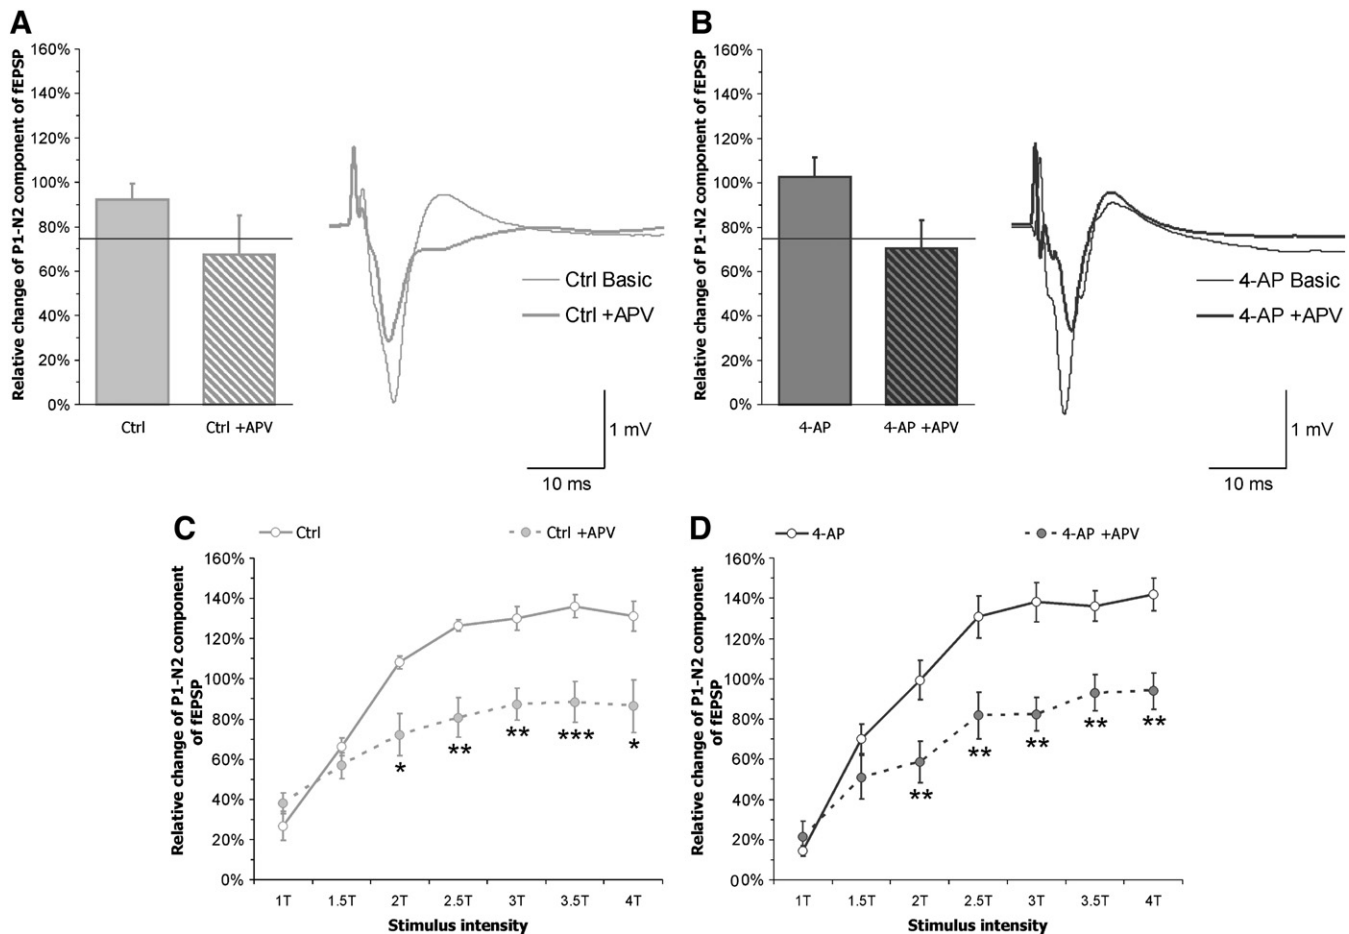 A
Relative change of P1-N2 component of fEPSP
160%
140%
120%
100%
80%
60%
40%
20%
0%
Ctrl
Ctrl +APV
Ctrl Basic
Ctrl +APV
1 mV
10 ms
B
Relative change of P1-N2 component of fEPSP
160%
140%
120%
100%
80%
60%
40%
20%
0%
4-AP
4-AP +APV
4-AP Basic
4-AP +APV
1 mV
10 ms
C
Ctrl
Ctrl +APV
Relative change of P1-N2 component
of fEPSP
160%
140%
120%
100%
80%
60%
40%
20%
0%
*
**
**
***
*
1T
1.5T
2T
2.5T
3T
3.5T
4T
Stimulus intensity
D
4-AP
4-AP +APV
Relative change of P1-N2 component
of fEPSP
160%
140%
120%
100%
80%
60%
40%
20%
00%
**
**
**
**
**
1T
1.5T
2T
2.5T
3T
3.5T
4T
Stimulus intensity